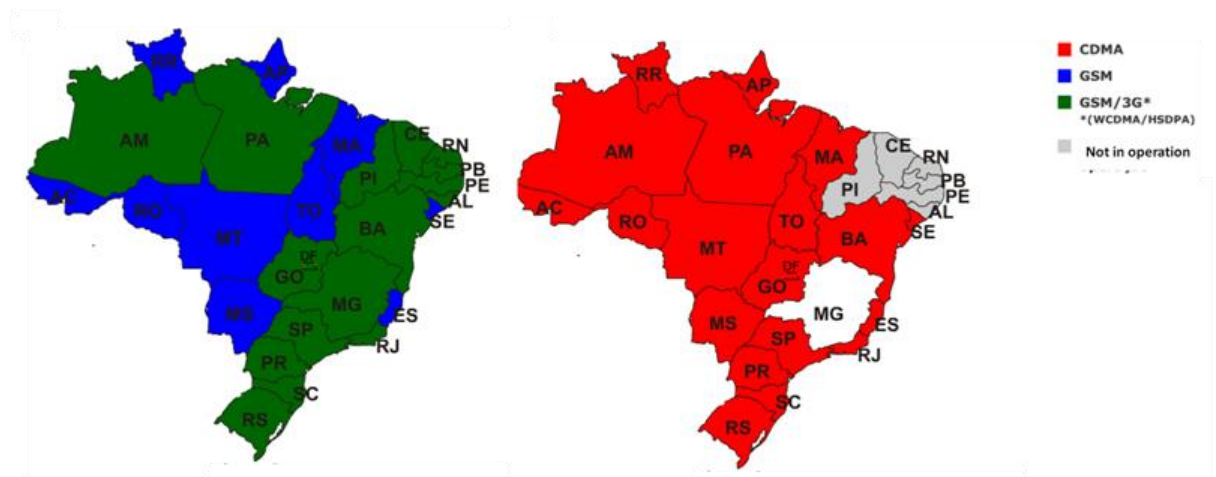 RR
AP
AM
PA
MA
CE
RN
PB
PE
AL
SE
PI
AC
RO
TO
BA
MT
DF
GO
MG
MS
ES
SP
RJ
PR
SC
RS
RR
AP
AM
PA
MA
CE
RN
PB
PE
AL
SE
PI
AC
RO
TO
BA
MT
DF
GO
MG
MS
ES
SP
RJ
PR
SC
RS
CDMA
GSM
GSM/3G*
*(WCDMA/HSDPA)
Not in operation